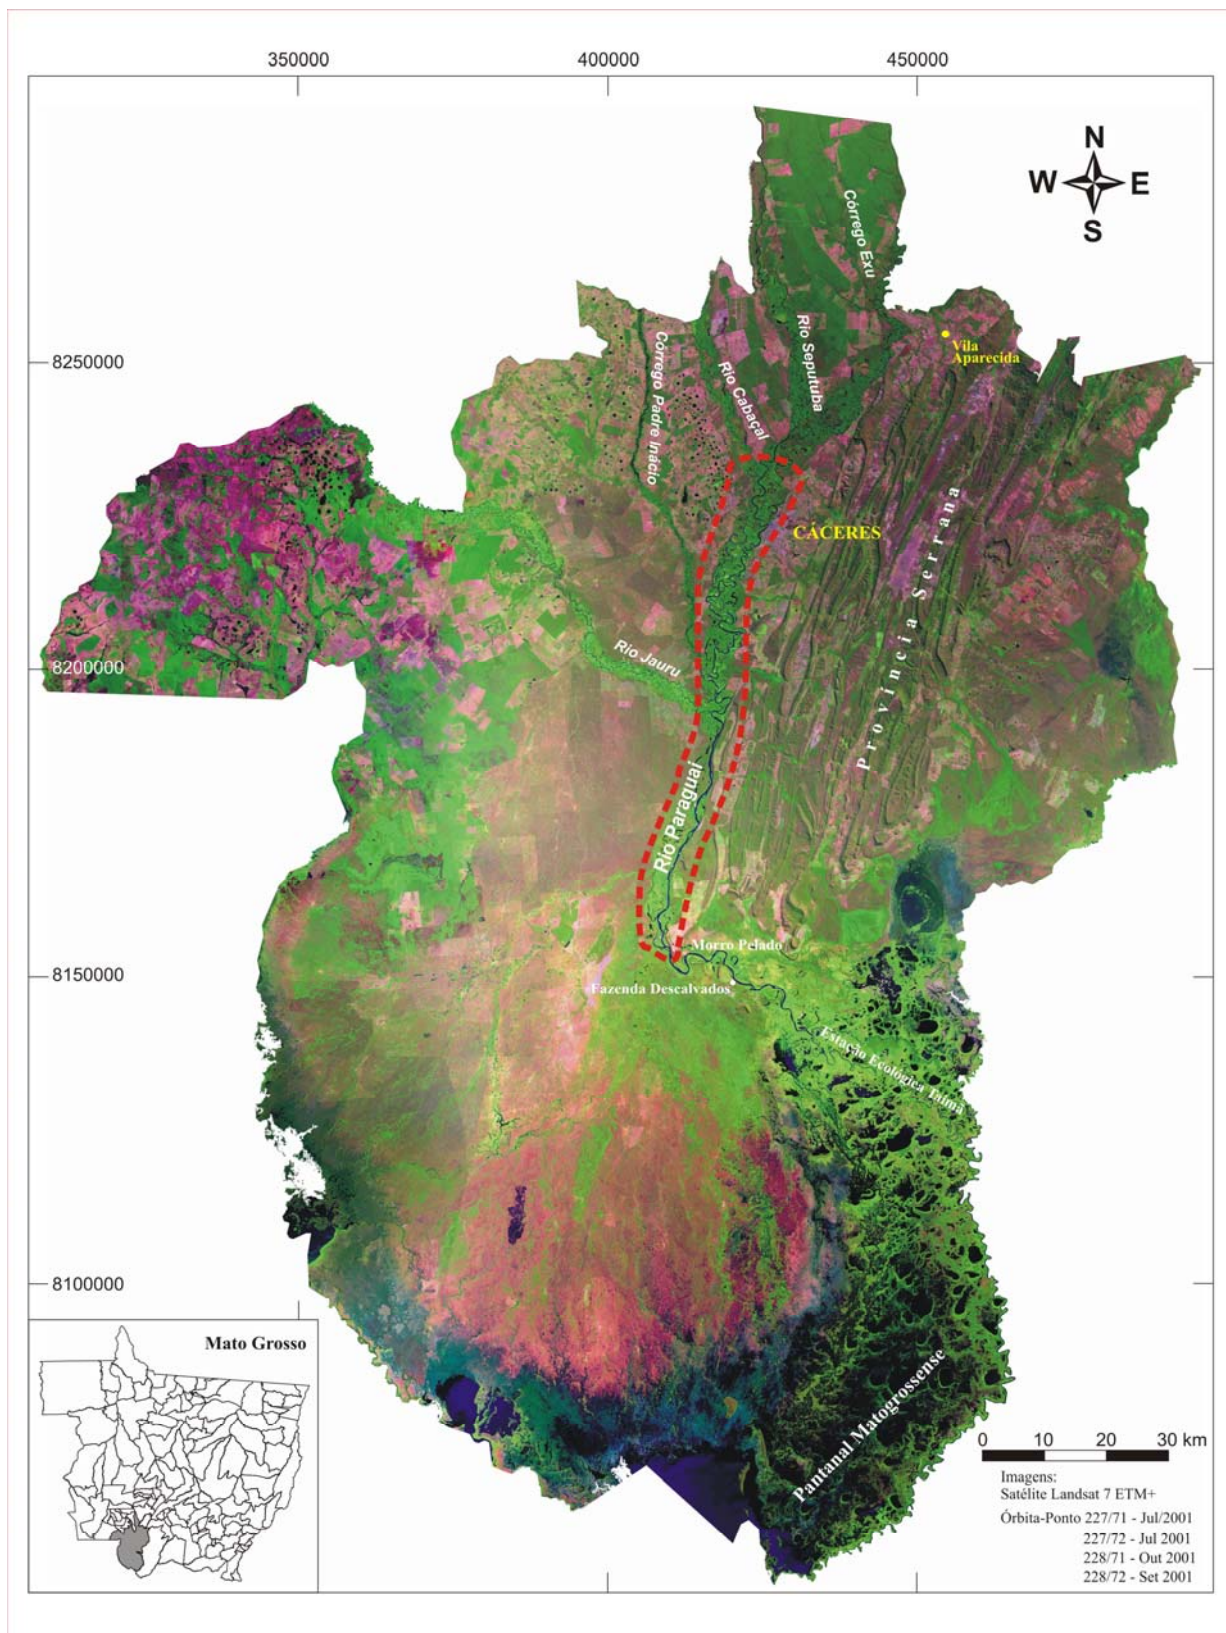 350000
400000
450000
N
W
E
S
Córrego Exu
Rio Seputuba
Vila
Aparecida
8250000
Córrego Padre Inácio
Rio Cabaçal
CÁCERES
Província Serrana
8200000
Rio Jauru
Rio Paraguai
Morro Pelado
8150000
Fazenda Descalvados
Estação Ecológica Taimã
8100000
Mato Grosso
Pantanal Matogrossense
0
10
20
30 km
Imagens:
Satélite Landsat 7 ETM+
Órbita-Ponto 227/71 - Jul/2001
227/72 - Jul 2001
228/71 - Out 2001
228/72 - Set 2001